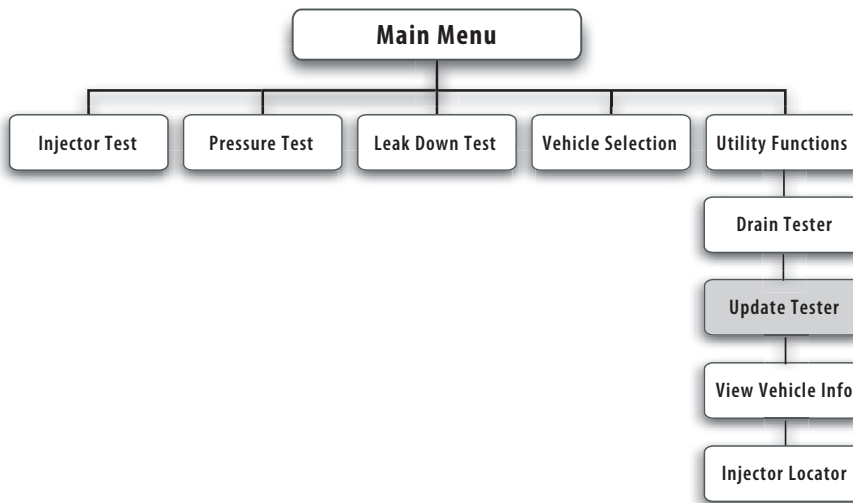 Main Menu
Injector Test
Pressure Test
Leak Down Test
Vehicle Selection
Utility Functions
Drain Tester
Update Tester
View Vehicle Info
Injector Locator